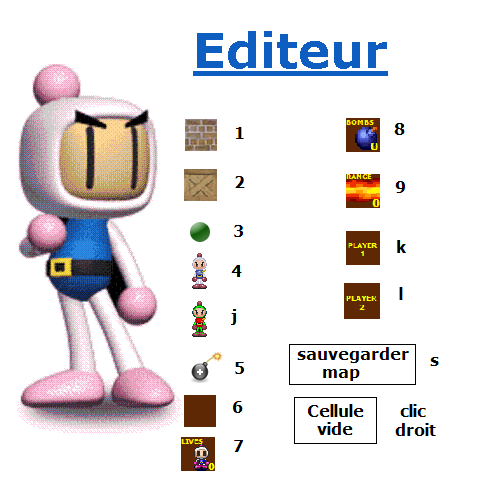 Editeur
1
2
3
4
j
5
6
LIVES
0
7
BOMBS
0
8
RANGE
0
9
PLAYER
1
k
PLAYER
2
l
sauvegarder
map
s
Cellule
vide
clic
droit